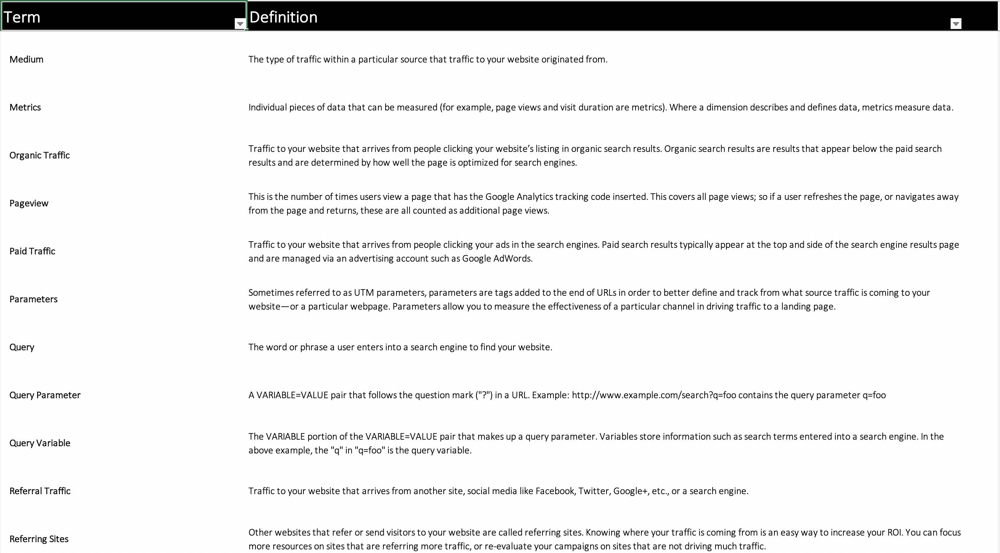 Term
Definition
Medium
The type of traffic within a particular source that traffic to your website originated from.
Metrics
Individual pieces of data that can be measured (for example, page views and visit duration are metrics). Where a dimension describes and defines data, metrics measure data.
Organic Traffic
Traffic to your website that arrives from people clicking your website’s listing in organic search results. Organic search results are results that appear below the paid search
results and are determined by how well the page is optimized for search engines.
Pageview
This is the number of times users view a page that has the Google Analytics tracking code inserted. This covers all page views; so if a user refreshes the page, or navigates away
from the page and returns, these are all counted as additional page views.
Paid Traffic
Traffic to your website that arrives from people clicking your ads in the search engines. Paid search results typically appear at the top and side of the search engine results page
and are managed via an advertising account such as Google AdWords.
Parameters
Sometimes referred to as UTM parameters, parameters are tags added to the end of URLs in order to better define and track from what source traffic is coming to your
website—or a particular webpage. Parameters allow you to measure the effectiveness of a particular channel in driving traffic to a landing page.
Query
The word or phrase a user enters into a search engine to find your website.
Query Parameter
A VARIABLE=VALUE pair that follows the question mark ("?") in a URL. Example: http://www.example.com/search?q=foo contains the query parameter q=foo
Query Variable
The VARIABLE portion of the VARIABLE=VALUE pair that makes up a query parameter. Variables store information such as search terms entered into a search engine. In the
above example, the "q" in "q=foo" is the query variable.
Referral Traffic
Traffic to your website that arrives from another site, social media like Facebook, Twitter, Google+, etc., or a search engine.
Referring Sites
Other websites that refer or send visitors to your website are called referring sites. Knowing where your traffic is coming from is an easy way to increase your ROI. You can focus
more resources on sites that are referring more traffic, or re-evaluate your campaigns on sites that are not driving much traffic.